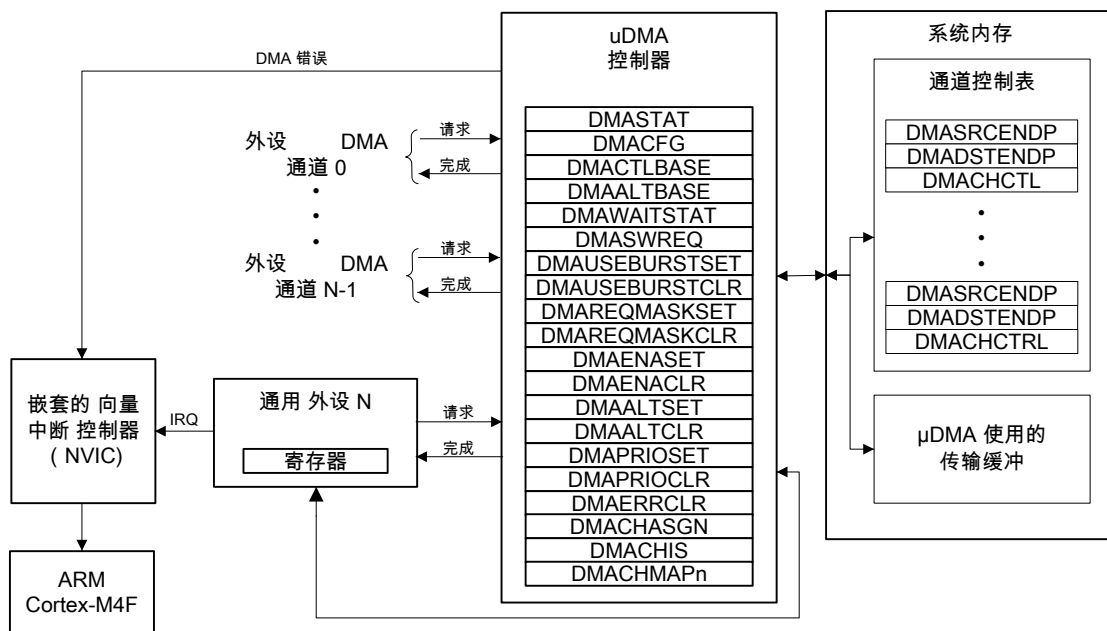 uDMA
控制器
DMASTAT
DMACFG
DMACTLBASE
DMAALTBASE
DMAWAITSTAT
DMASWREQ
DMAUSEBURSTSET
DMAUSEBURSTCLR
DMAREQMASKSET
DMAREQMASKCLR
DMAENASET
DMAENACLR
DMAALTSET
DMAALTCLR
DMAPRIOSET
DMAPRIOCLR
DMAERRCLR
DMACHASGN
DMACHIS
DMACHMAPn
DMA 错误
外设 DMA
通道 0
请求
完成
外设 DMA
通道 N-1
请求
完成
嵌套的 向量
中断 控制器
( NVIC)
IRQ
通用 外设 N
寄存器
请求
完成
ARM
Cortex-M4F
系统内存
通道控制表
DMASRCENDP
DMADSTENDP
DMACHCTL
DMASRCENDP
DMADSTENDP
DMACHCTRL
µDMA 使用的
传输缓冲